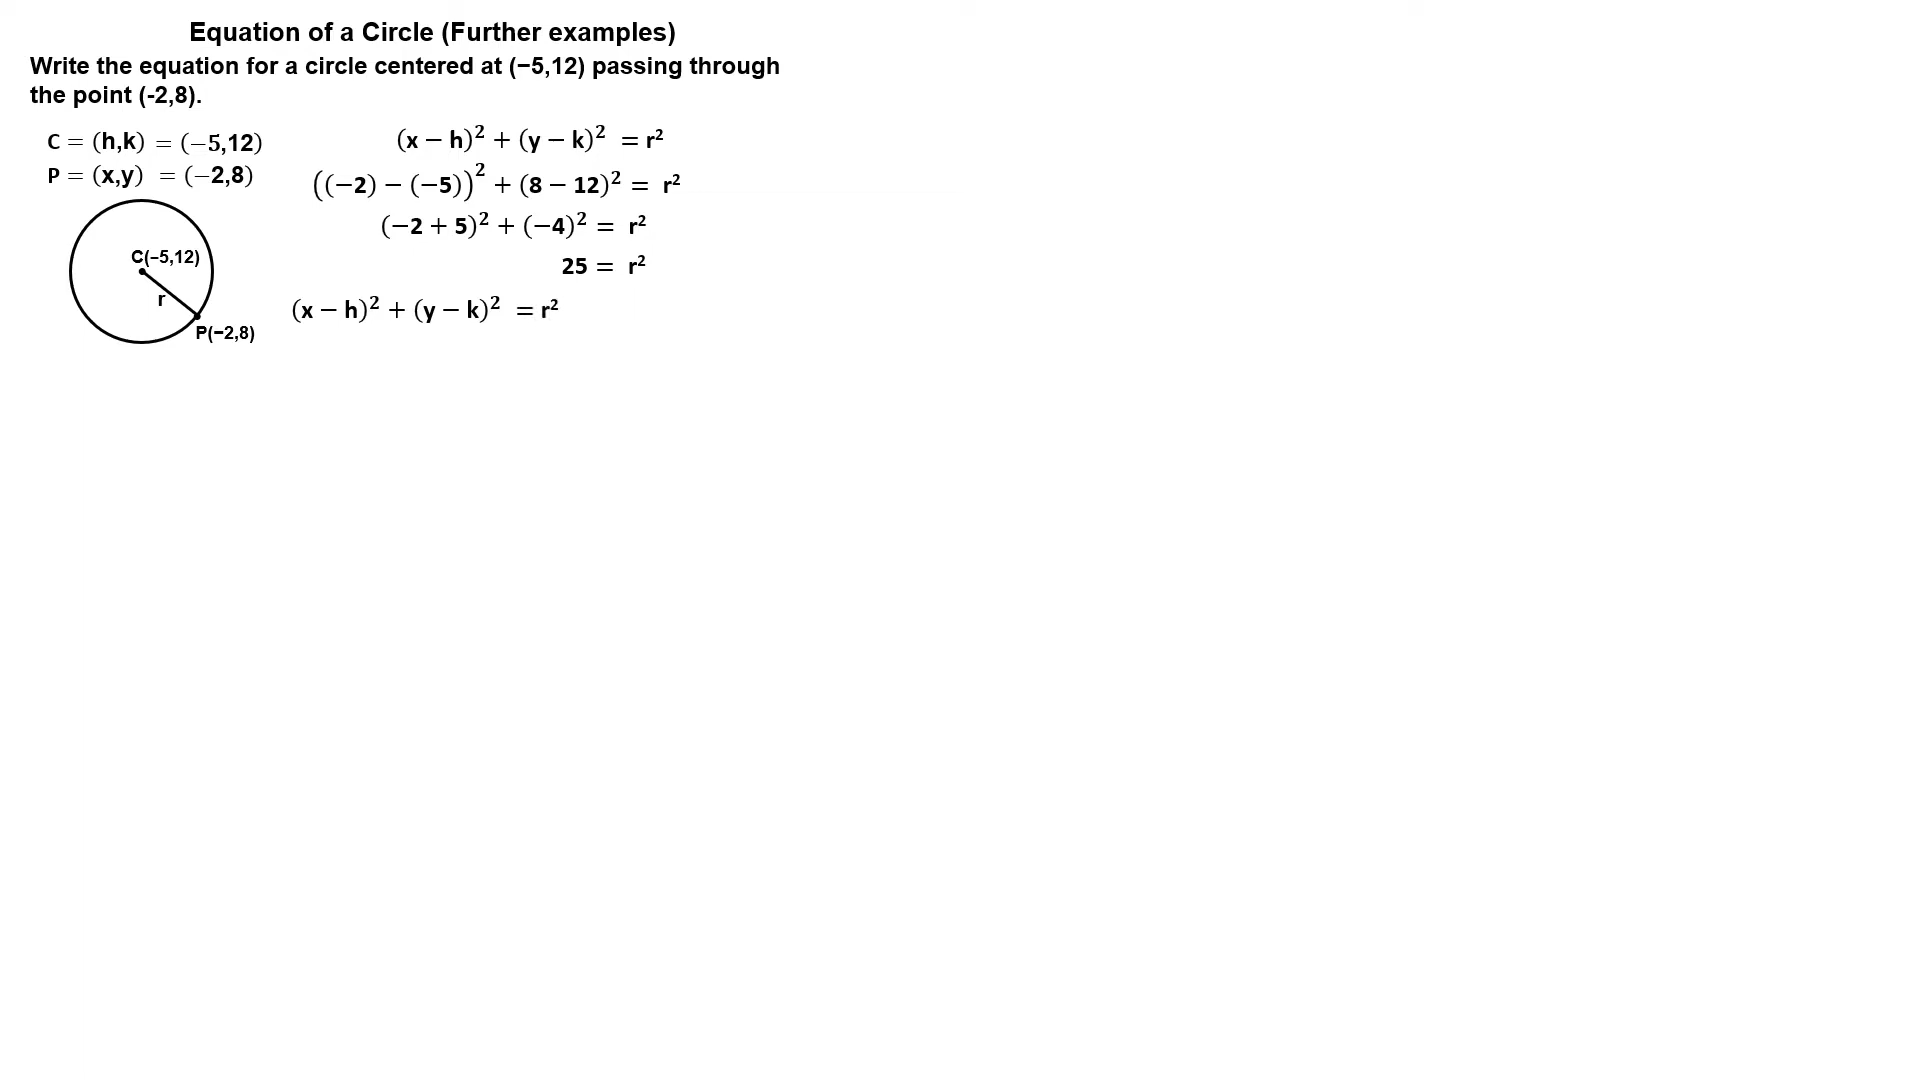 Equation of a Circle (Further examples)
Write the equation for a circle centered at (−5,12) passing through
the point (-2,8).
C = (h,k) = (−5,12)
P = (x,y) = (−2,8)
(x − h)² + (y − k)² = r²
((−2) − (−5))² + (8 − 12)² = r²
(−2 + 5)² + (−4)² = r²
25 = r²
(x − h)² + (y − k)² = r²
C(−5,12)
r
P(−2,8)